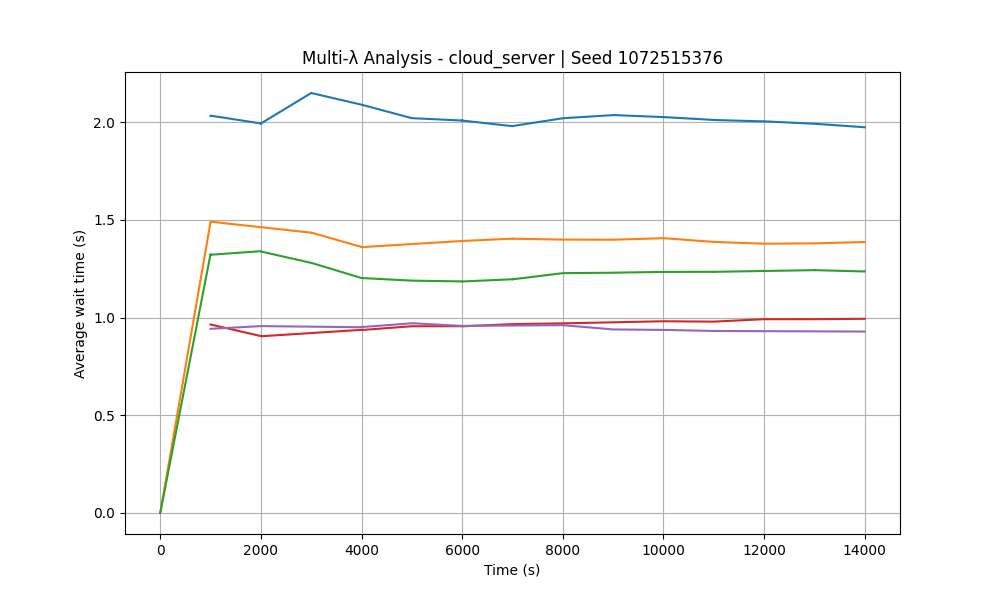 Multi-λ Analysis - cloud_server | Seed 1072515376
2.0
1.5
1.0
0.5
0.0
Average wait time (s)
0 2000 4000 6000 8000 10000 12000 14000
Time (s)